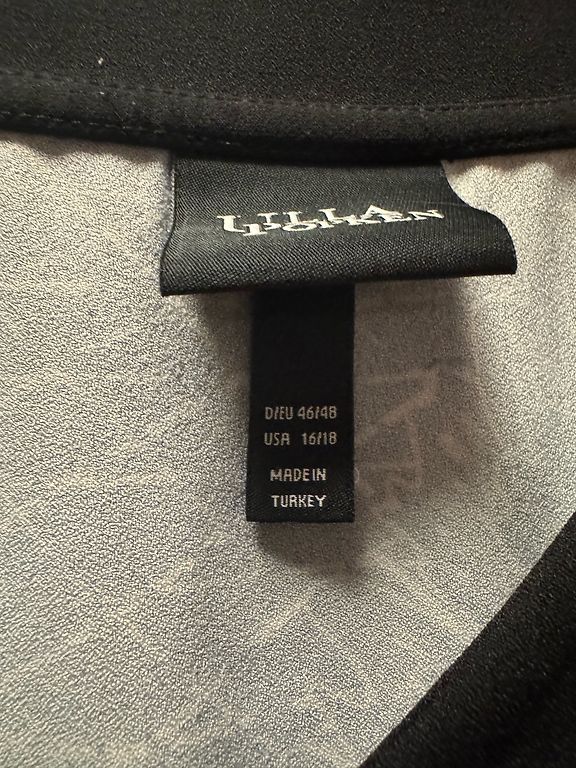 ULLA
POPKEN
D/EU 46/48
USA 16/18
MADE IN
TURKEY